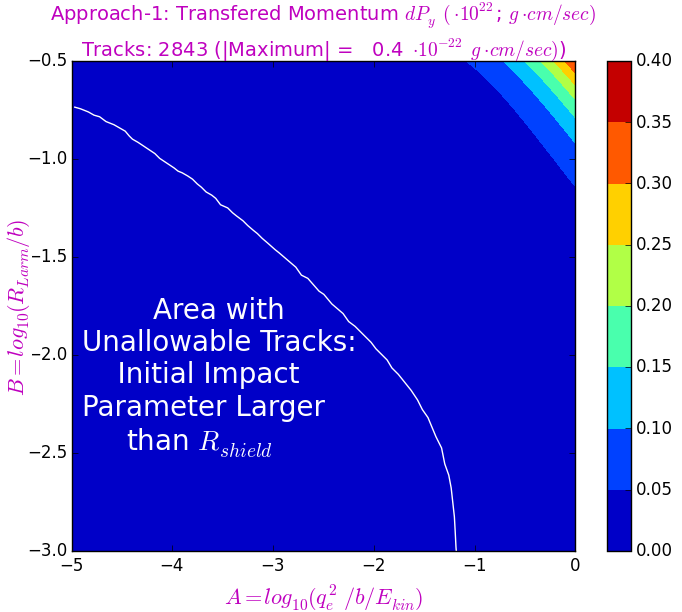 Approach-1: Transfered Momentum dP_y (·10^22; g·cm/sec)
Tracks: 2843 (|Maximum| = 0.4 ·10^−22 g·cm/sec)
−0.5
−1.0
−1.5
−2.0
−2.5
−3.0
B=log10(R_Larm/b)
Area with
Unallowable Tracks:
Initial Impact
Parameter Larger
than R_shield
−5 −4 −3 −2 −1 0
A=log10(q_e^2 /b/E_kin)
0.40
0.35
0.30
0.25
0.20
0.15
0.10
0.05
0.00